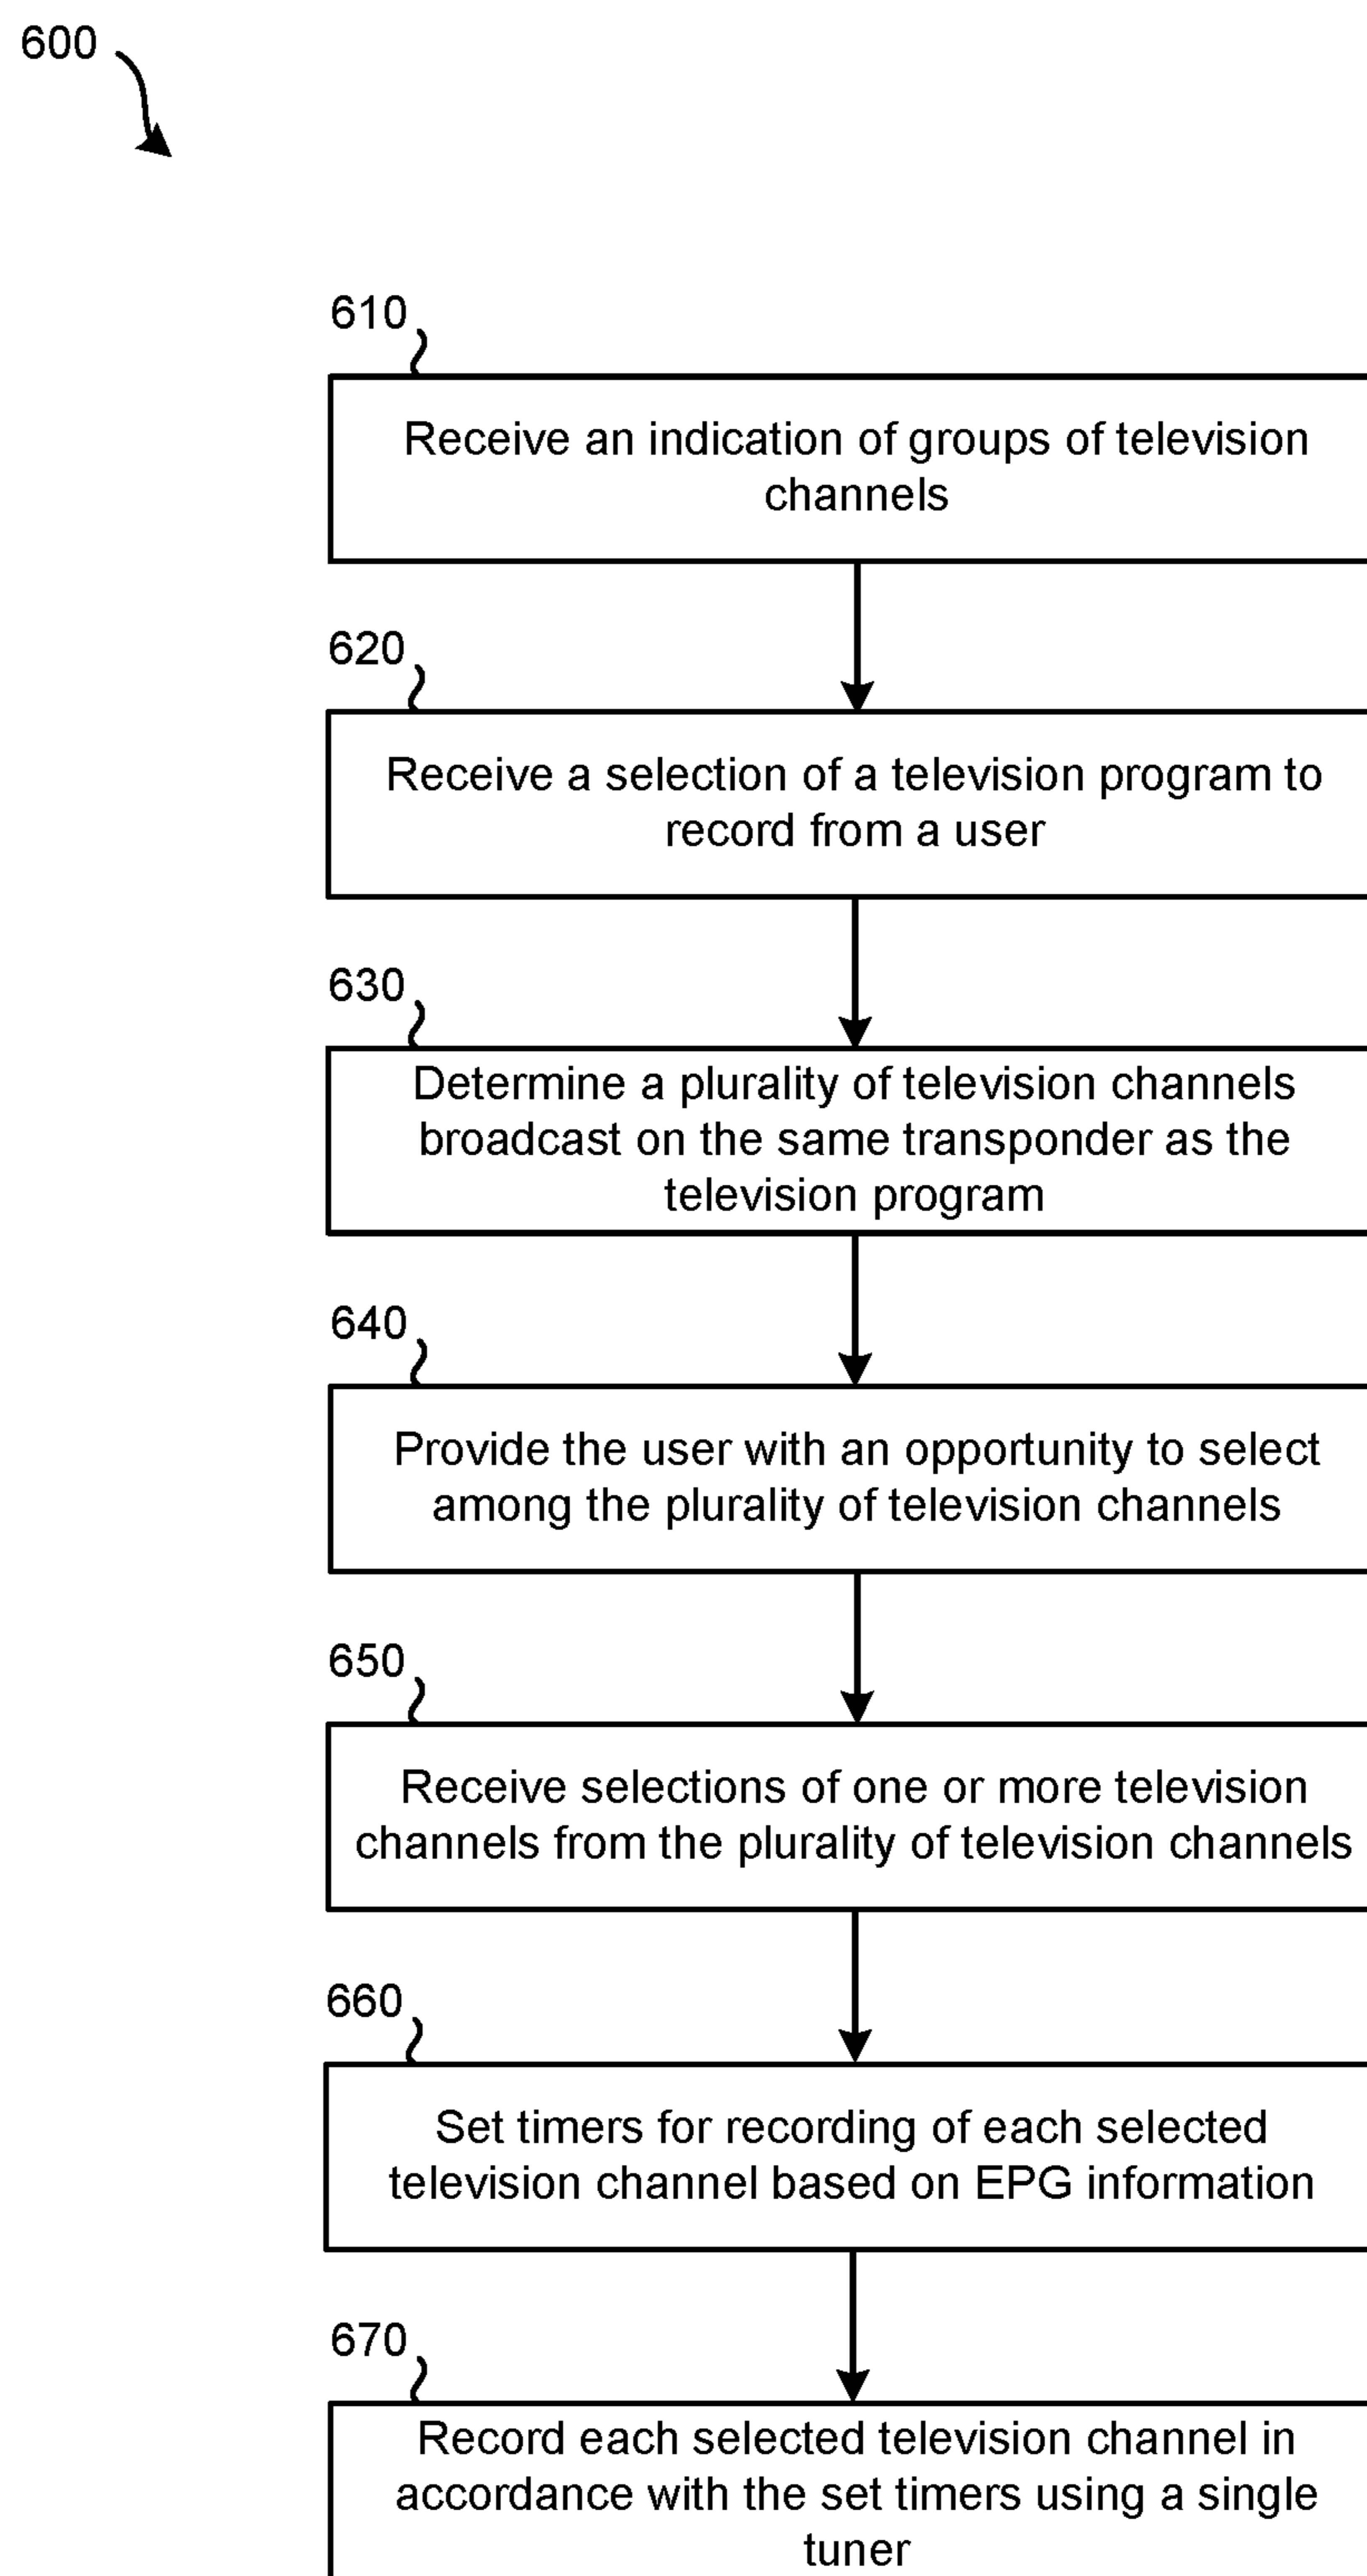 600
610
Receive an indication of groups of television
channels
620
Receive a selection of a television program to
record from a user
630
Determine a plurality of television channels
broadcast on the same transponder as the
television program
640
Provide the user with an opportunity to select
among the plurality of television channels
650
Receive selections of one or more television
channels from the plurality of television channels
660
Set timers for recording of each selected
television channel based on EPG information
670
Record each selected television channel in
accordance with the set timers using a single
tuner